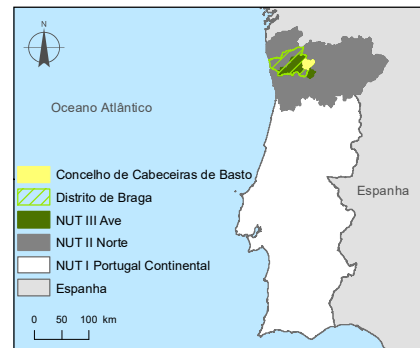 N
Oceano Atlântico
Concelho de Cabeceiras de Basto
Distrito de Braga
Espanha
NUT III Ave
NUT II Norte
NUT I Portugal Continental
Espanha
0 50 100 km